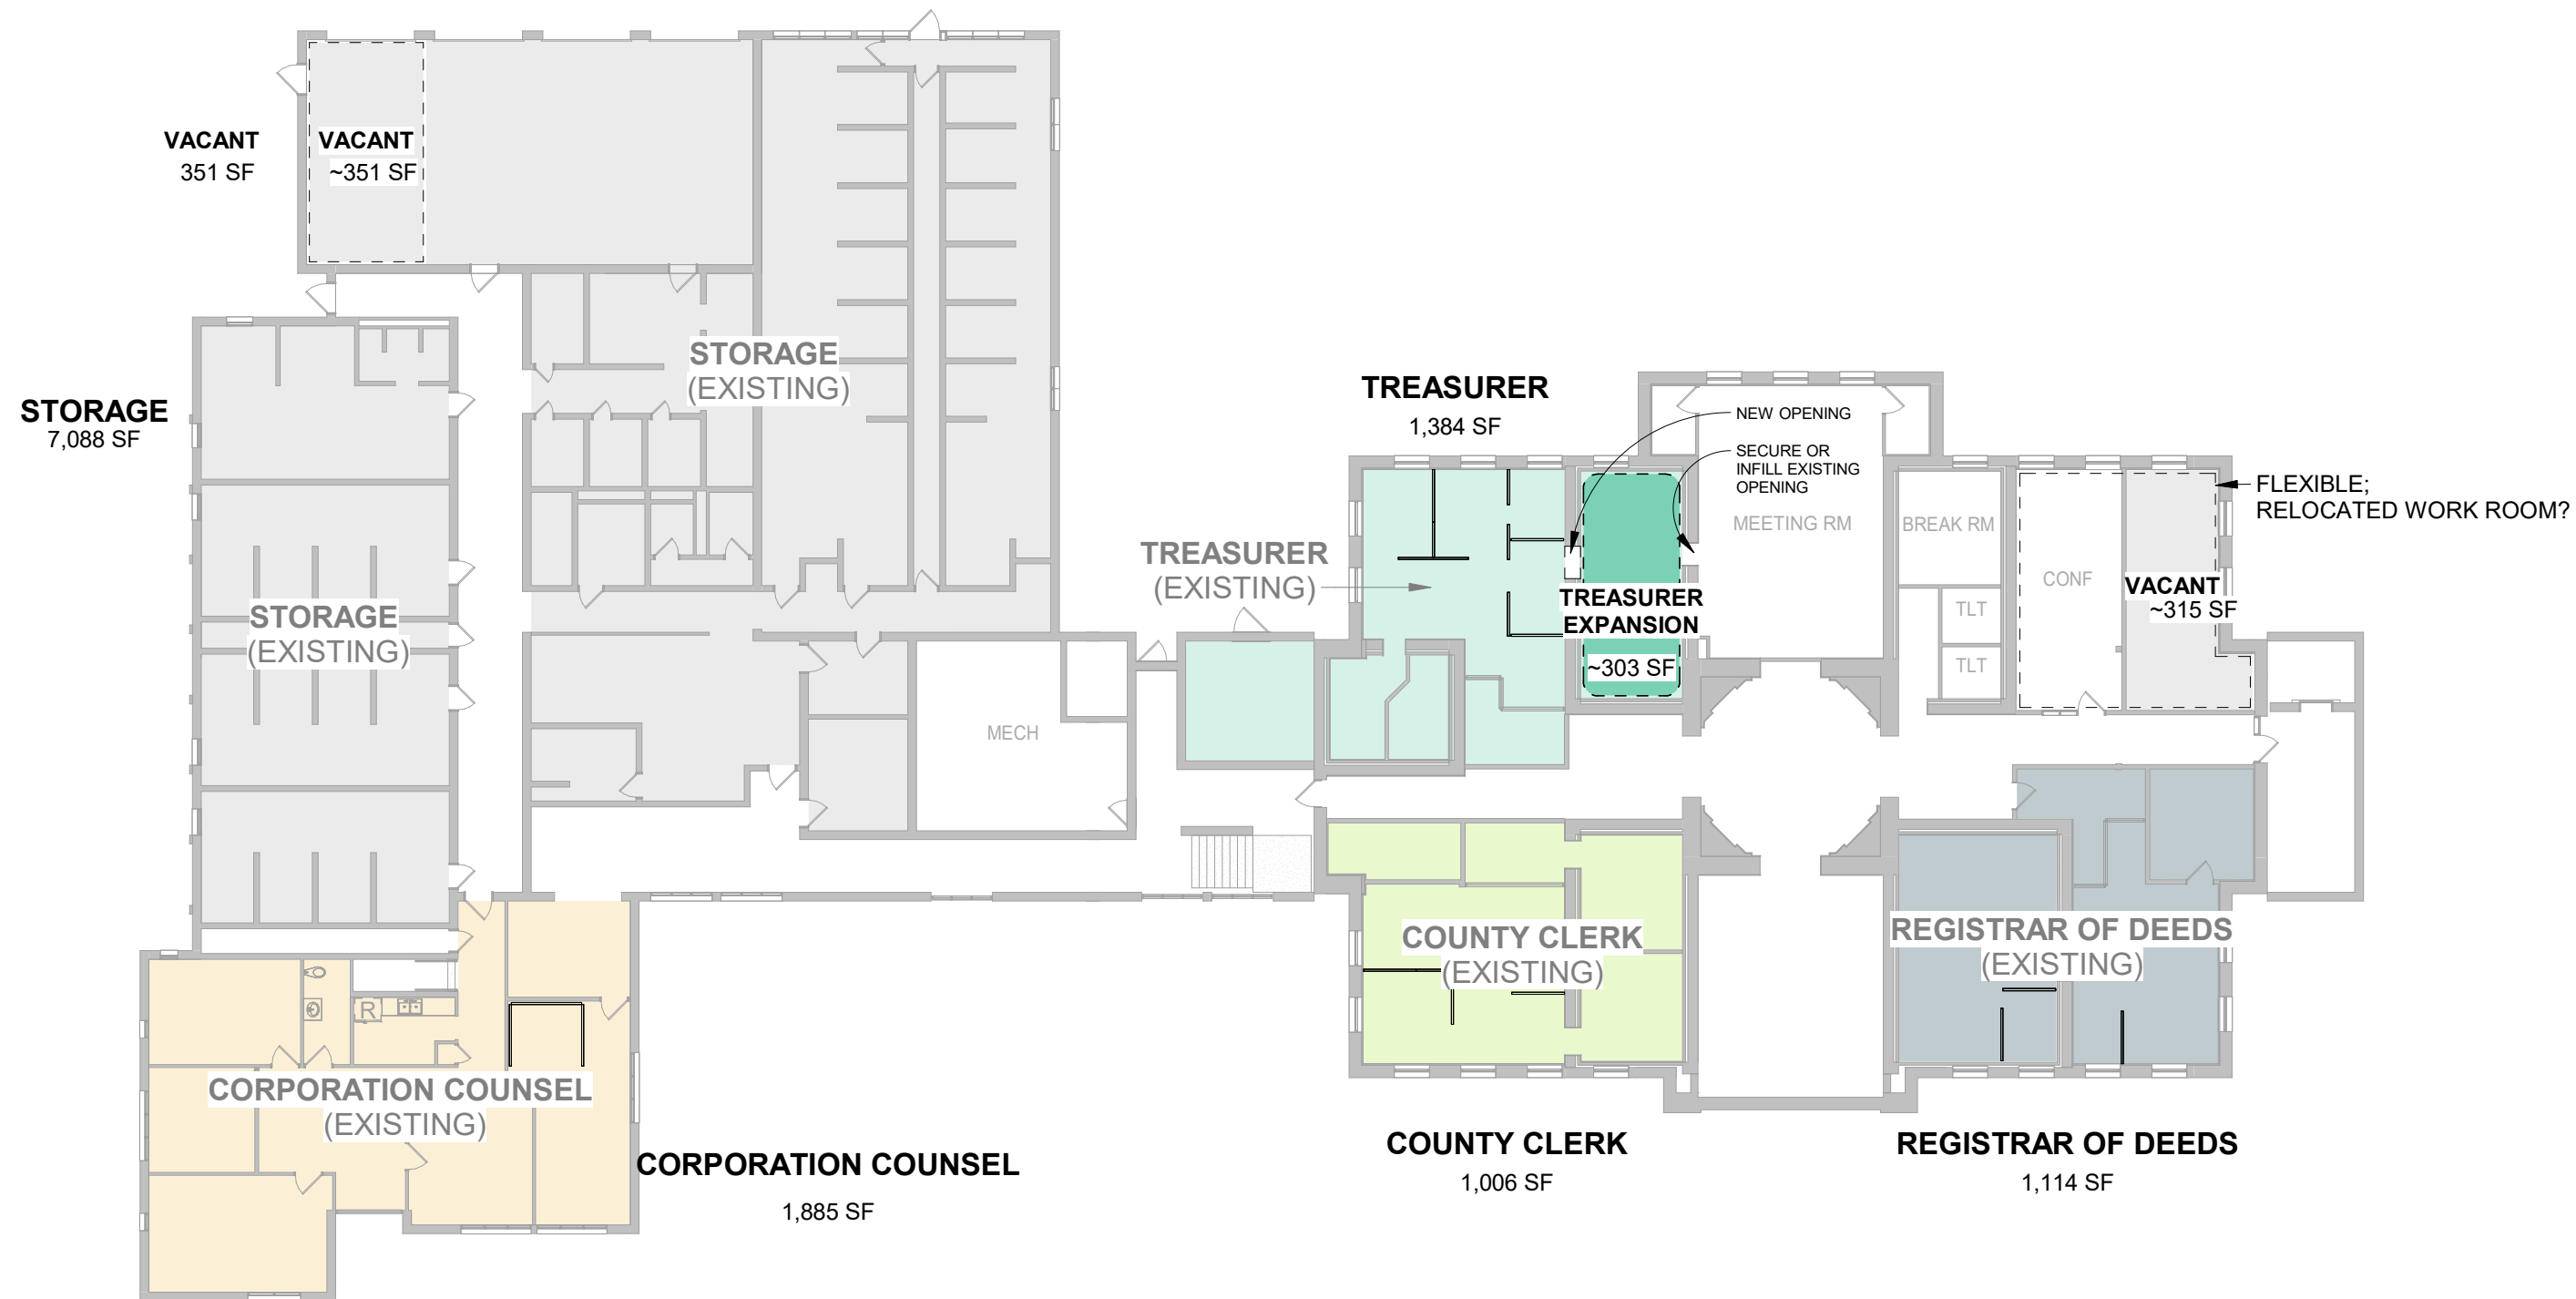 VACANT
351 SF
VACANT
~351 SF
STORAGE
(EXISTING)
STORAGE
7,088 SF
STORAGE
(EXISTING)
MECH
R
CORPORATION COUNSEL
(EXISTING)
CORPORATION COUNSEL
1,885 SF
TREASURER
1,384 SF
TREASURER
(EXISTING)
NEW OPENING
SECURE OR
INFILL EXISTING
OPENING
MEETING RM
TREASURER
EXPANSION
~303 SF
BREAK RM
TLT
TLT
CONF
VACANT
~315 SF
FLEXIBLE;
RELOCATED WORK ROOM?
COUNTY CLERK
(EXISTING)
REGISTRAR OF DEEDS
(EXISTING)
COUNTY CLERK
1,006 SF
REGISTRAR OF DEEDS
1,114 SF